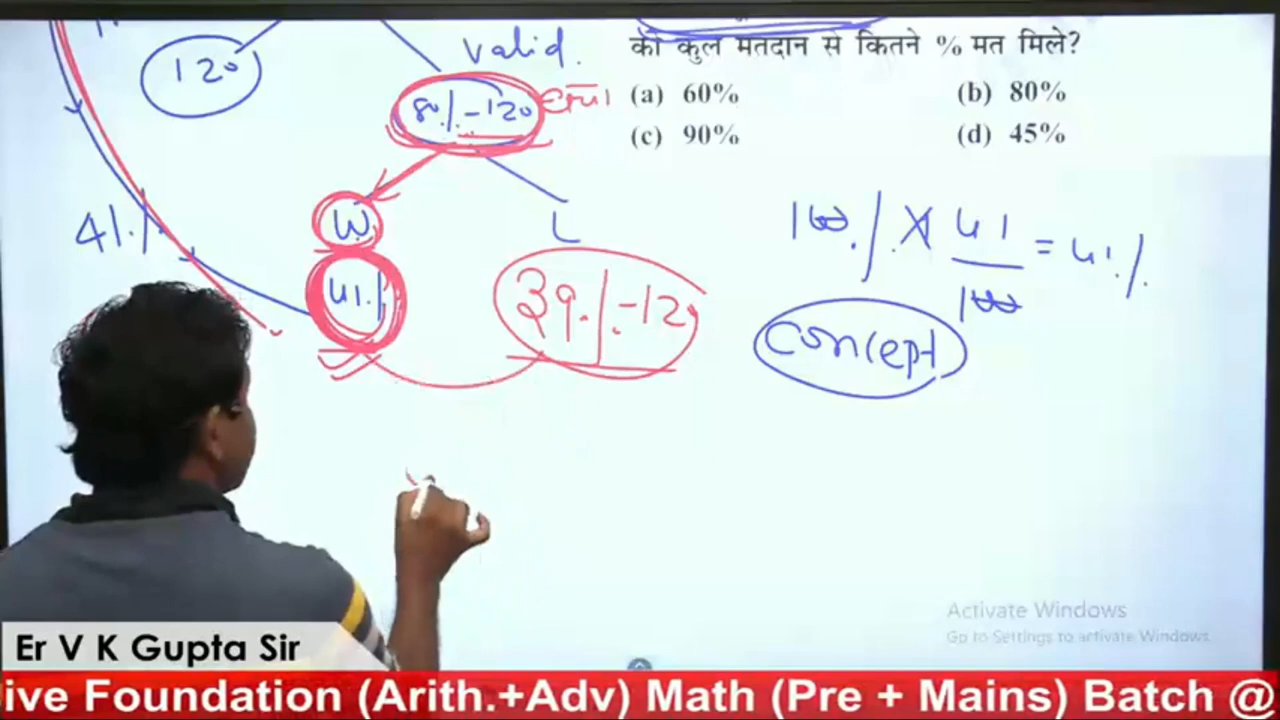 को कुल मतदान से कितने % मत मिले?
(a) 60%
(b) 80%
(c) 90%
(d) 45%
120
valid.
80%-120
W
L
41%
41%
39%-120
100% × 41/100 = 41%
concept
Activate Windows
Go to Settings to activate Windows.
Er V K Gupta Sir
ive Foundation (Arith.+Adv) Math (Pre + Mains) Batch @